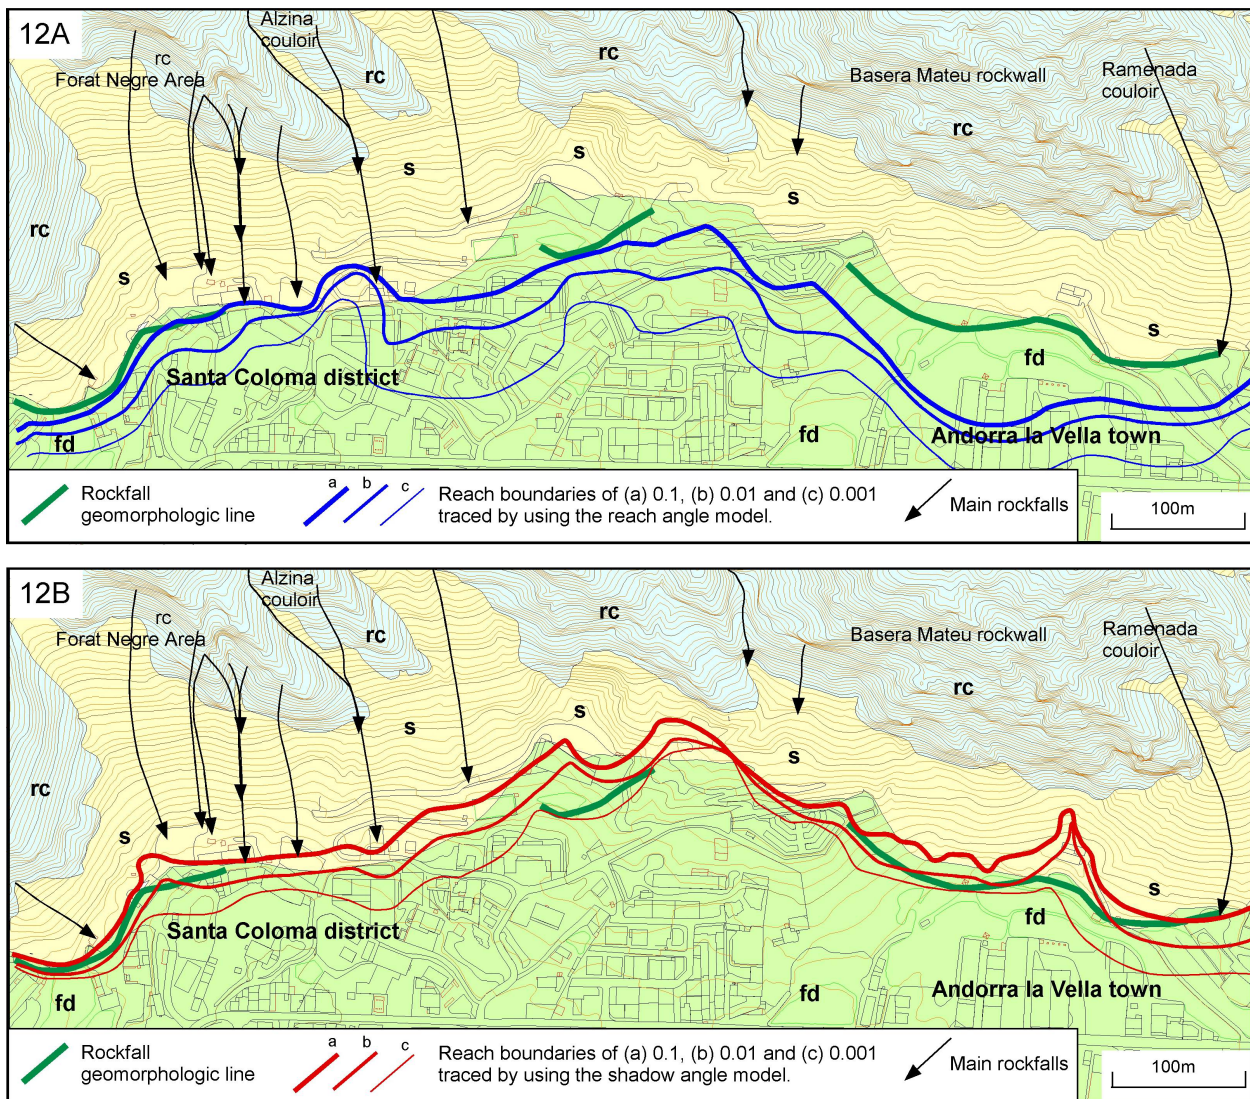 12A
Alzina
couloir
rc
Forat Negre Area
rc
rc
Basera Mateu rockwall
Ramenada
couloir
rc
s
s
s
rc
s
s
fd
Santa Coloma district
fd
fd
Andorra la Vella town
a b c
Rockfall
geomorphologic line
Reach boundaries of (a) 0.1, (b) 0.01 and (c) 0.001
traced by using the reach angle model.
Main rockfalls
100m
12B
Alzina
couloir
rc
Forat Negre Area
rc
rc
Basera Mateu rockwall
Ramenada
couloir
rc
s
s
s
rc
s
s
fd
Santa Coloma district
fd
fd
Andorra la Vella town
a b c
Rockfall
geomorphologic line
Reach boundaries of (a) 0.1, (b) 0.01 and (c) 0.001
traced by using the shadow angle model.
Main rockfalls
100m